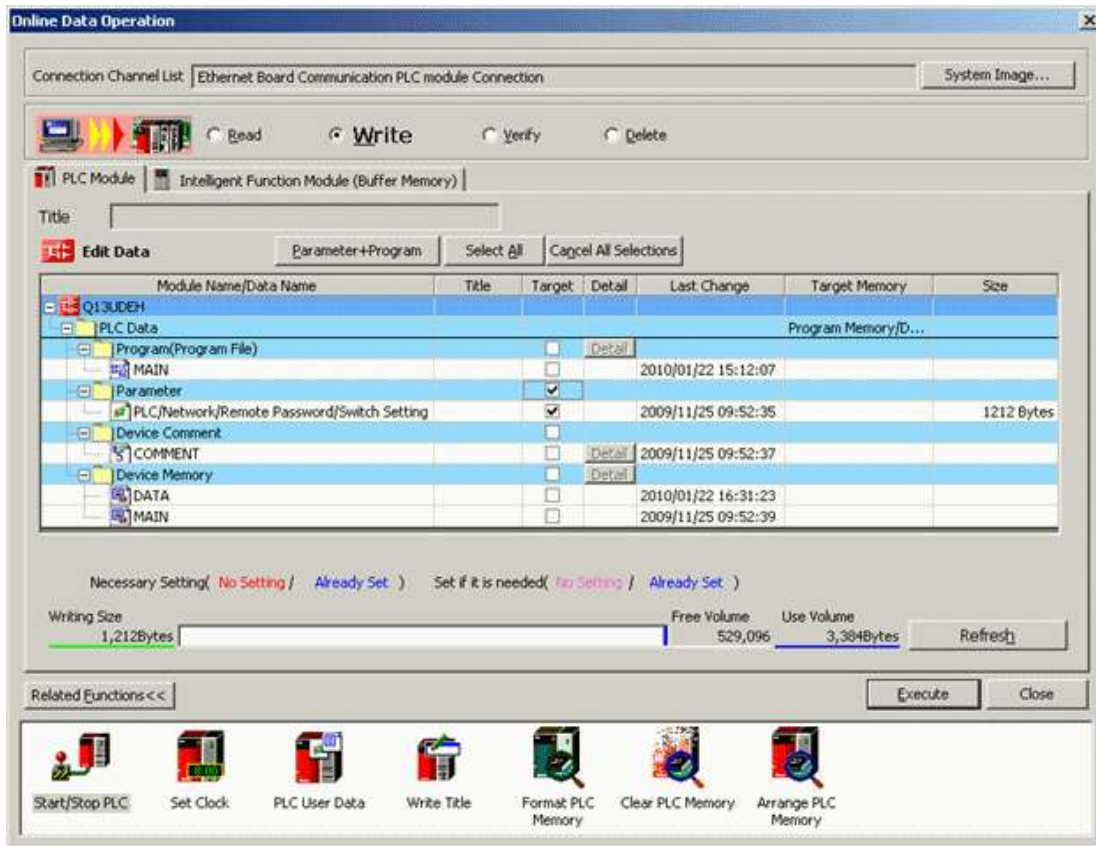 Online Data Operation
Connection Channel List Ethernet Board Communication PLC module Connection System Image...
Read Write Verify Delete
PLC Module Intelligent Function Module (Buffer Memory)
Title
Edit Data Parameter+Program Select All Cancel All Selections
Module Name/Data Name Title Target Detail Last Change Target Memory Size
Q13UDEH
PLC Data Program Memory/D...
Program(Program File) Detail
MAIN 2010/01/22 15:12:07
Parameter
PLC/Network/Remote Password/Switch Setting 2009/11/25 09:52:35 1212 Bytes
Device Comment
COMMENT Detail 2009/11/25 09:52:37
Device Memory Detail
DATA 2010/01/22 16:31:23
MAIN 2009/11/25 09:52:39
Necessary Setting( No Setting / Already Set ) Set if it is needed( No Setting / Already Set )
Writing Size Free Volume Use Volume
1,212Bytes 529,096 3,384Bytes Refresh
Related Functions<< Execute Close
Start/Stop PLC Set Clock PLC User Data Write Title Format PLC Clear PLC Memory Arrange PLC
Memory Memory